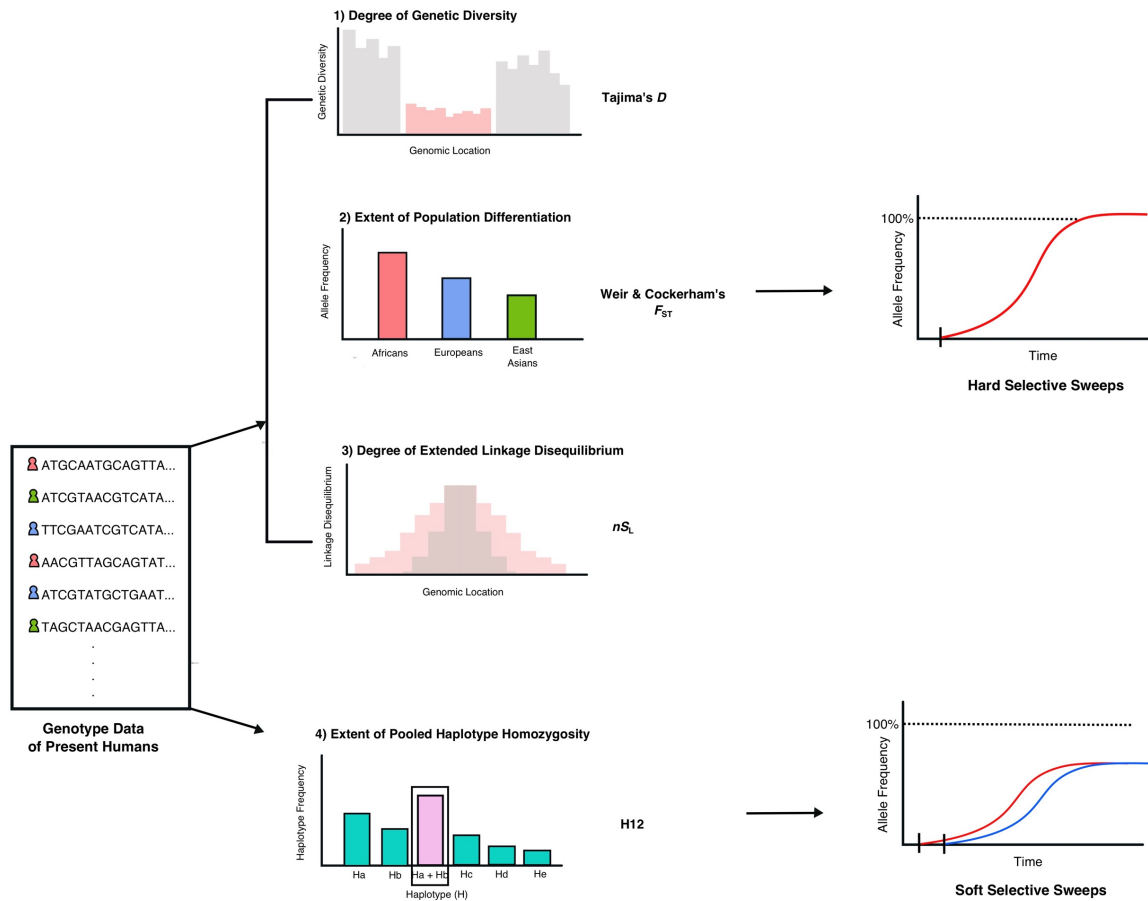 1) Degree of Genetic Diversity
Genetic Diversity
Genomic Location
Tajima's D
2) Extent of Population Differentiation
Allele Frequency
Africans
Europeans
East
Asians
Weir & Cockerham's
FST
100%
Allele Frequency
Time
Hard Selective Sweeps
3) Degree of Extended Linkage Disequilibrium
Linkage Disequilibrium
Genomic Location
nSL
ATGCAATGCAGTTA...
ATCGTAACGTCATA...
TTCGAATCGTCATA...
AACGTTAGCAGTAT...
ATCGTATGCTGAAT...
TAGCTAACGAGTTA...
Genotype Data
of Present Humans
4) Extent of Pooled Haplotype Homozygosity
Haplotype Frequency
Ha Hb Ha + Hb Hc Hd He
Haplotype (H)
H12
100%
Allele Frequency
Time
Soft Selective Sweeps